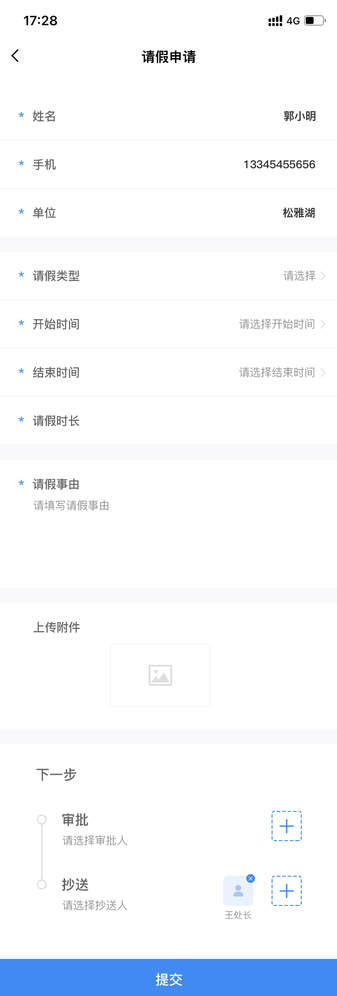 17:28 4G
请假申请
* 姓名 郭小明
* 手机 13345455656
* 单位 松雅湖
* 请假类型 请选择
* 开始时间 请选择开始时间
* 结束时间 请选择结束时间
* 请假时长
* 请假事由
请填写请假事由
上传附件
下一步
审批
请选择审批人
抄送
请选择抄送人
王处长
提交